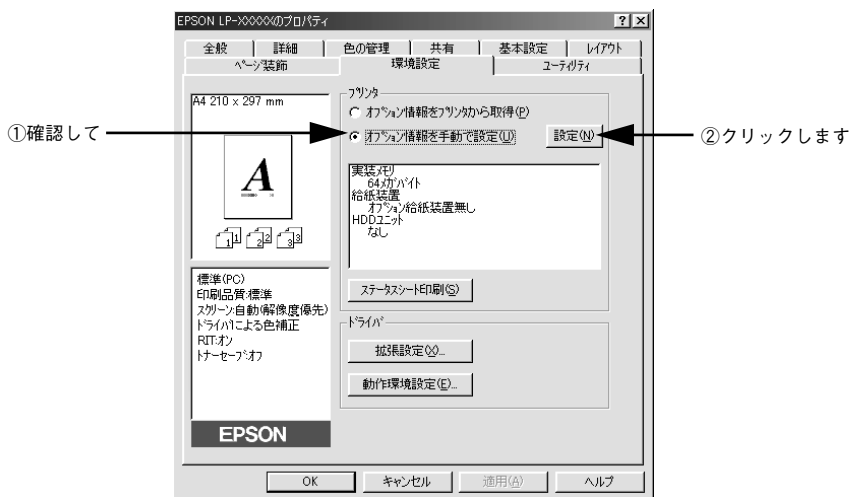 EPSON LP-XXXXXのプロパティ
? ×
全般 詳細 色の管理 共有 基本設定 レイアウト
ページ装飾 環境設定 ユーティリティ
A4 210 x 297 mm
A
1 1 2 2 3 3
標準(PC)
印刷品質:標準
スクリーン:自動(解像度優先)
ドライバによる色補正
RIT:オン
トナーセーブ:オフ
EPSON
プリンタ
オプション情報をプリンタから取得(P)
①確認して
オプション情報を手動で設定(U)
設定(N)
②クリックします
実装メモリ
64メガバイト
給紙装置
オプション給紙装置無し
HDDユニット
なし
ステータスシート印刷(S)
ドライバ
拡張設定(X)...
動作環境設定(E)...
OK キャンセル 適用(A) ヘルプ